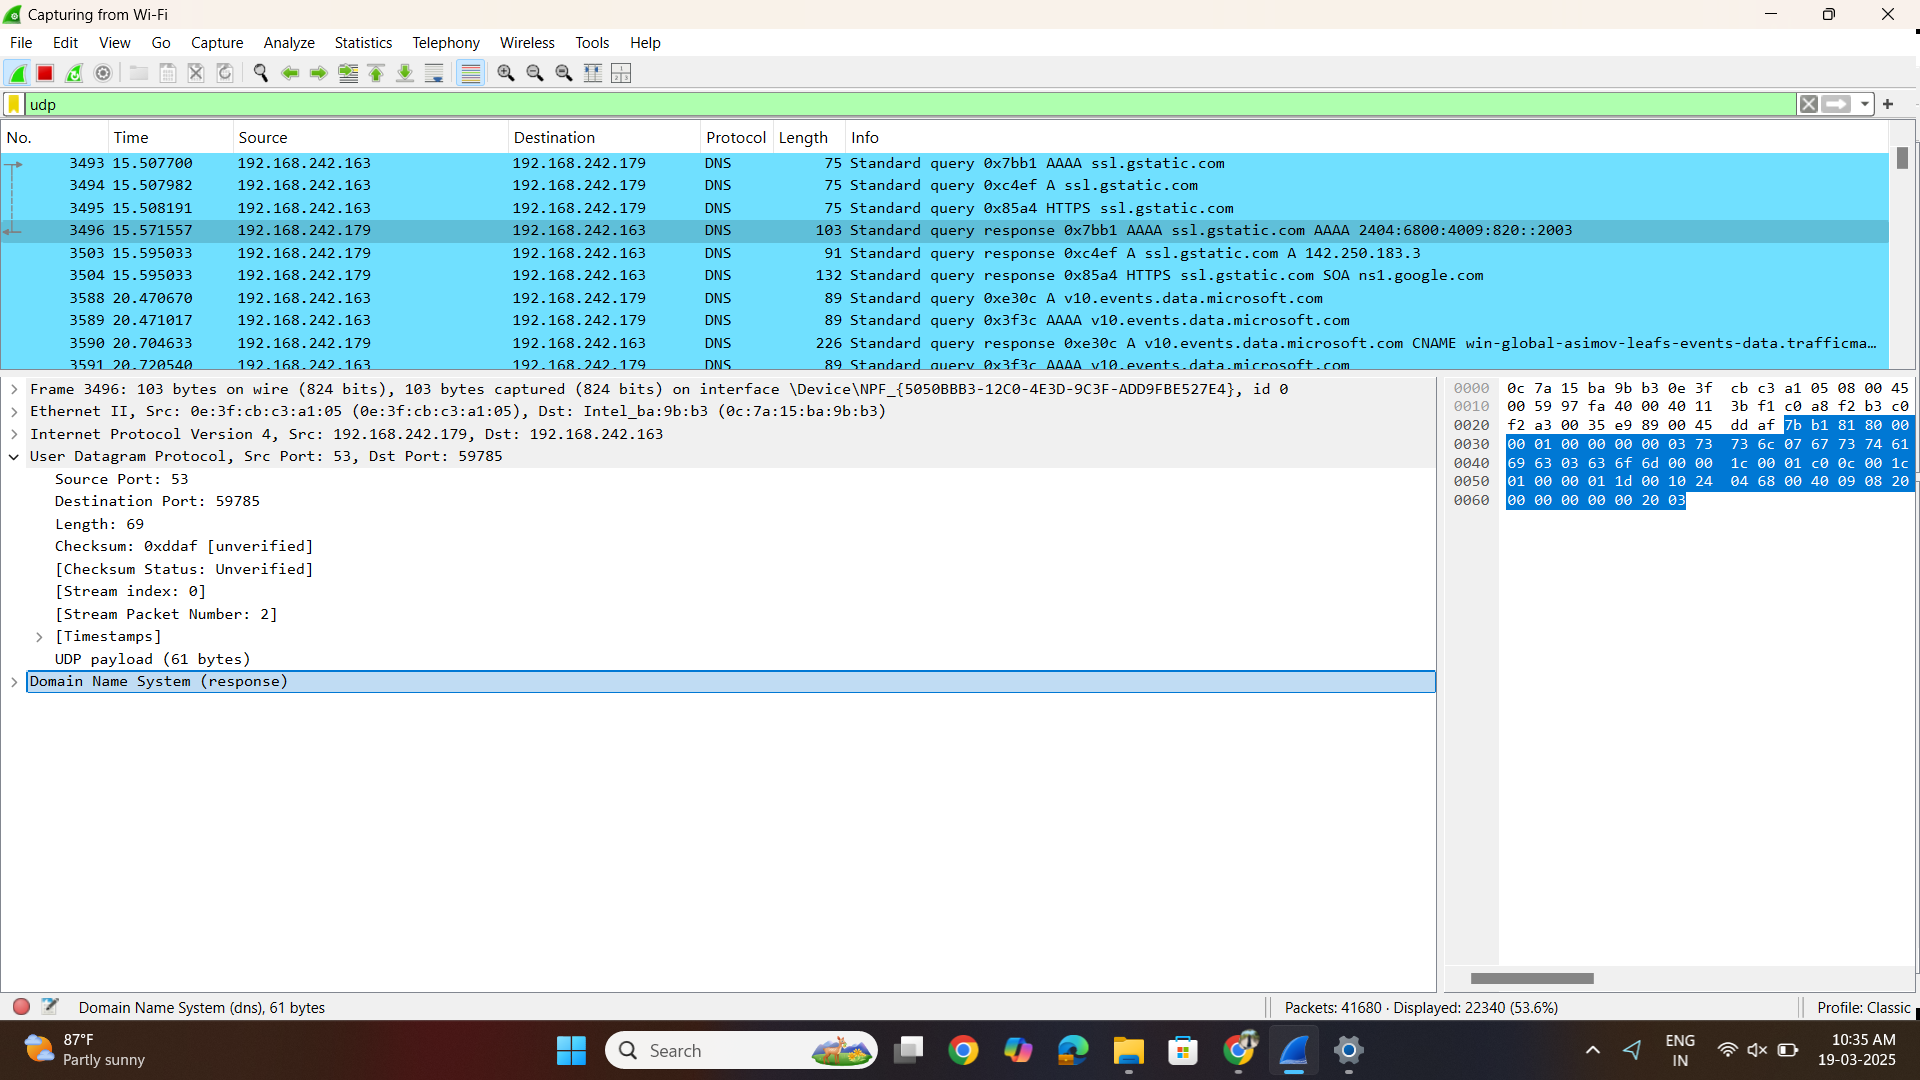 Capturing from Wi-Fi
File Edit View Go Capture Analyze Statistics Telephony Wireless Tools Help
udp
No. Time Source Destination Protocol Length Info
3493 15.507700 192.168.242.163 192.168.242.179 DNS 75 Standard query 0x7bb1 AAAA ssl.gstatic.com
3494 15.507982 192.168.242.163 192.168.242.179 DNS 75 Standard query 0xc4ef A ssl.gstatic.com
3495 15.508191 192.168.242.163 192.168.242.179 DNS 75 Standard query 0x85a4 HTTPS ssl.gstatic.com
3496 15.571557 192.168.242.179 192.168.242.163 DNS 103 Standard query response 0x7bb1 AAAA ssl.gstatic.com AAAA 2404:6800:4009:820::2003
3503 15.595033 192.168.242.179 192.168.242.163 DNS 91 Standard query response 0xc4ef A ssl.gstatic.com A 142.250.183.3
3504 15.595033 192.168.242.179 192.168.242.163 DNS 132 Standard query response 0x85a4 HTTPS ssl.gstatic.com SOA ns1.google.com
3588 20.470670 192.168.242.163 192.168.242.179 DNS 89 Standard query 0xe30c A v10.events.data.microsoft.com
3589 20.471017 192.168.242.163 192.168.242.179 DNS 89 Standard query 0x3f3c AAAA v10.events.data.microsoft.com
3590 20.704633 192.168.242.179 192.168.242.163 DNS 226 Standard query response 0xe30c A v10.events.data.microsoft.com CNAME win-global-asimov-leafs-events-data.trafficma…
3591 20.720540 192.168.242.163 192.168.242.179 DNS 89 Standard query 0x3f3c AAAA v10.events.data.microsoft.com
Frame 3496: 103 bytes on wire (824 bits), 103 bytes captured (824 bits) on interface \Device\NPF_{5050BBB3-12C0-4E3D-9C3F-ADD9FBE527E4}, id 0
Ethernet II, Src: 0e:3f:cb:c3:a1:05 (0e:3f:cb:c3:a1:05), Dst: Intel_ba:9b:b3 (0c:7a:15:ba:9b:b3)
Internet Protocol Version 4, Src: 192.168.242.179, Dst: 192.168.242.163
User Datagram Protocol, Src Port: 53, Dst Port: 59785
Source Port: 53
Destination Port: 59785
Length: 69
Checksum: 0xddaf [unverified]
[Checksum Status: Unverified]
[Stream index: 0]
[Stream Packet Number: 2]
[Timestamps]
UDP payload (61 bytes)
Domain Name System (response)
0000 0c 7a 15 ba 9b b3 0e 3f cb c3 a1 05 08 00 45
0010 00 59 97 fa 40 00 40 11 3b f1 c0 a8 f2 b3 c0
0020 f2 a3 00 35 e9 89 00 45 dd af 7b b1 81 80 00
0030 00 01 00 00 00 00 03 73 73 6c 07 67 73 74 61
0040 69 63 03 63 6f 6d 00 00 1c 00 01 c0 0c 00 1c
0050 01 00 00 01 1d 00 10 24 04 68 00 40 09 08 20
0060 00 00 00 00 00 00 20 03
Domain Name System (dns), 61 bytes
Packets: 41680 · Displayed: 22340 (53.6%)
Profile: Classic
87°F
Partly sunny
Search
ENG
IN
10:35 AM
19-03-2025